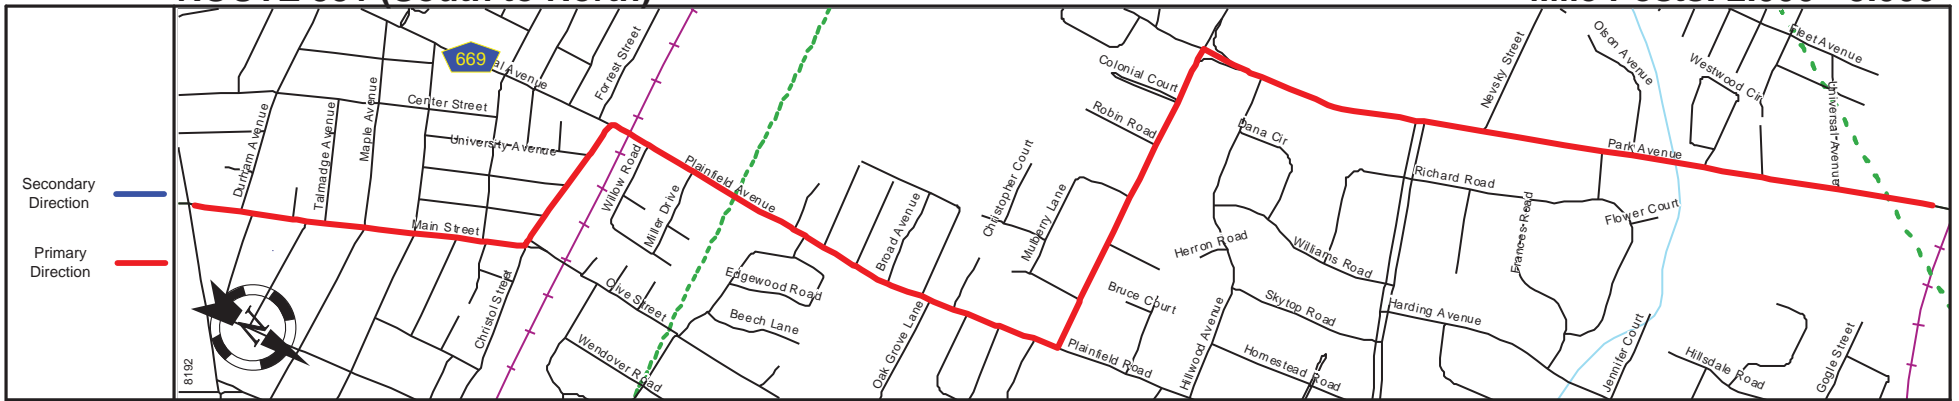 Secondary
Direction
Primary
Direction
669
Forrest Street
Center Street
University Avenue
Durham Avenue
Talmadge Avenue
Maple Avenue
Main Street
Willow Road
Miller Drive
Plainfield Avenue
Christol Street
Clive Street
Wendover Road
Edgewood Road
Beech Lane
Broad Avenue
Oak Grove Lane
Christopher Court
Mulberry Lane
Colonial Court
Robin Road
Dana Cir
Herron Road
Bruce Court
Plainfield Road
Hillwood Avenue
Williams Road
Skytop Road
Homestead Road
Richard Road
Harding Avenue
Frances Road
Flower Court
Nevsky Street
Olson Avenue
Westwood Cir
Fleet Avenue
Universal Avenue
Park Avenue
Jennifer Court
Hillsdale Road
Gogle Street
8192
N